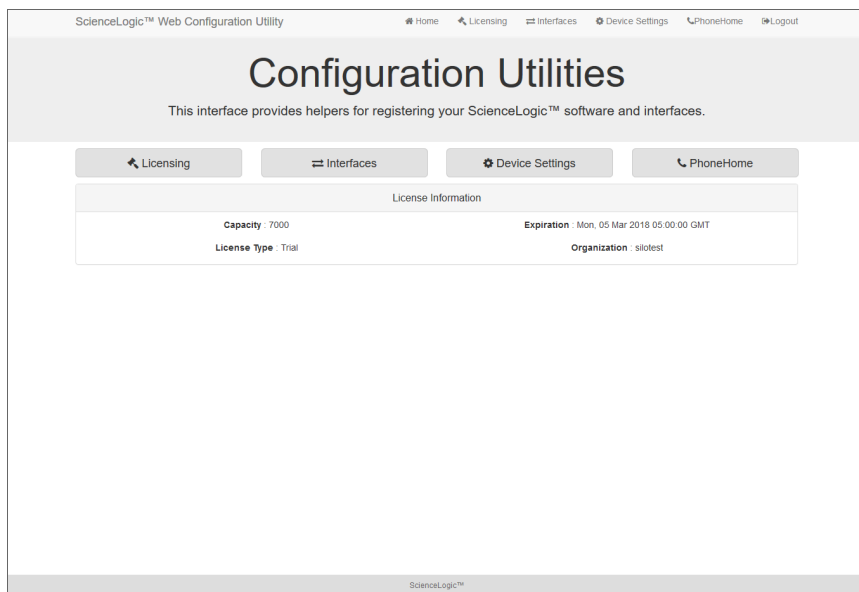 ScienceLogic™ Web Configuration Utility Home Licensing Interfaces Device Settings PhoneHome Logout
Configuration Utilities
This interface provides helpers for registering your ScienceLogic™ software and interfaces.
Licensing Interfaces Device Settings PhoneHome
License Information
Capacity : 7000 Expiration : Mon, 05 Mar 2018 05:00:00 GMT
License Type : Trial Organization : silotest
ScienceLogic™